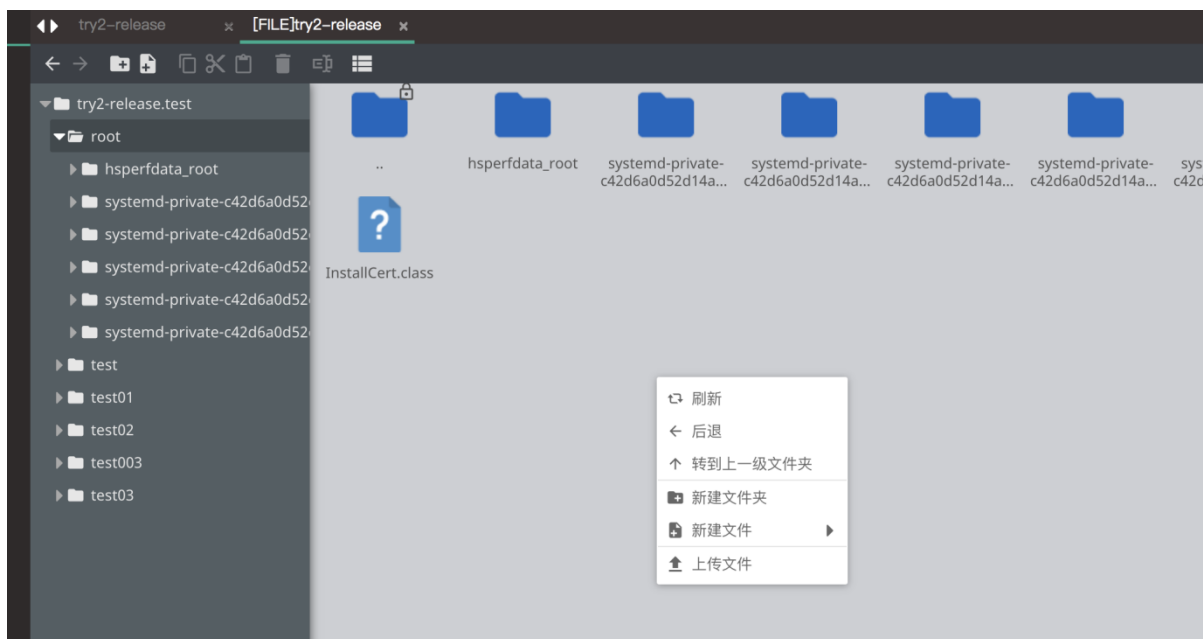 try2-release
[FILE]try2-release
try2-release.test
root
hsperfdata_root
systemd-private-c42d6a0d52
systemd-private-c42d6a0d52
systemd-private-c42d6a0d52
systemd-private-c42d6a0d52
systemd-private-c42d6a0d52
test
test01
test02
test003
test03
..
hsperfdata_root
systemd-private-
c42d6a0d52d14a...
systemd-private-
c42d6a0d52d14a...
systemd-private-
c42d6a0d52d14a...
systemd-private-
c42d6a0d52d14a...
sys
c42d
?
InstallCert.class
刷新
后退
转到上一级文件夹
新建文件夹
新建文件
上传文件